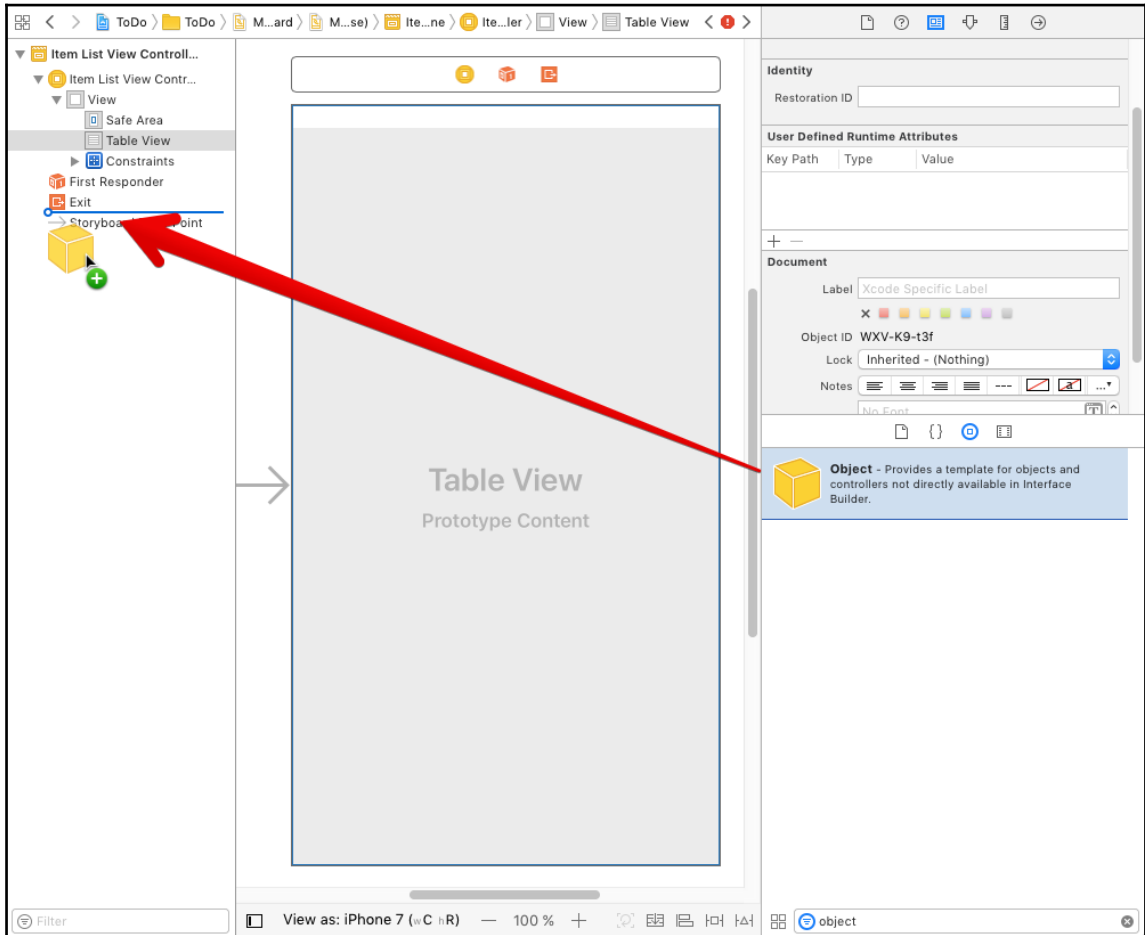 ToDo ToDo M...ard M...se) Ite...ne Ite...ler View Table View
Item List View Controll...
Item List View Contr...
View
Safe Area
Table View
Constraints
First Responder
Exit
Filter
Table View
Prototype Content
View as: iPhone 7 (wC hR) — 100 % +
Identity
Restoration ID
User Defined Runtime Attributes
Key Path Type Value
+ —
Document
Label Xcode Specific Label
Object ID WXV-K9-t3f
Lock Inherited - (Nothing)
Notes --- a ...
No Font T
{}
Object - Provides a template for objects and
controllers not directly available in Interface
Builder.
object